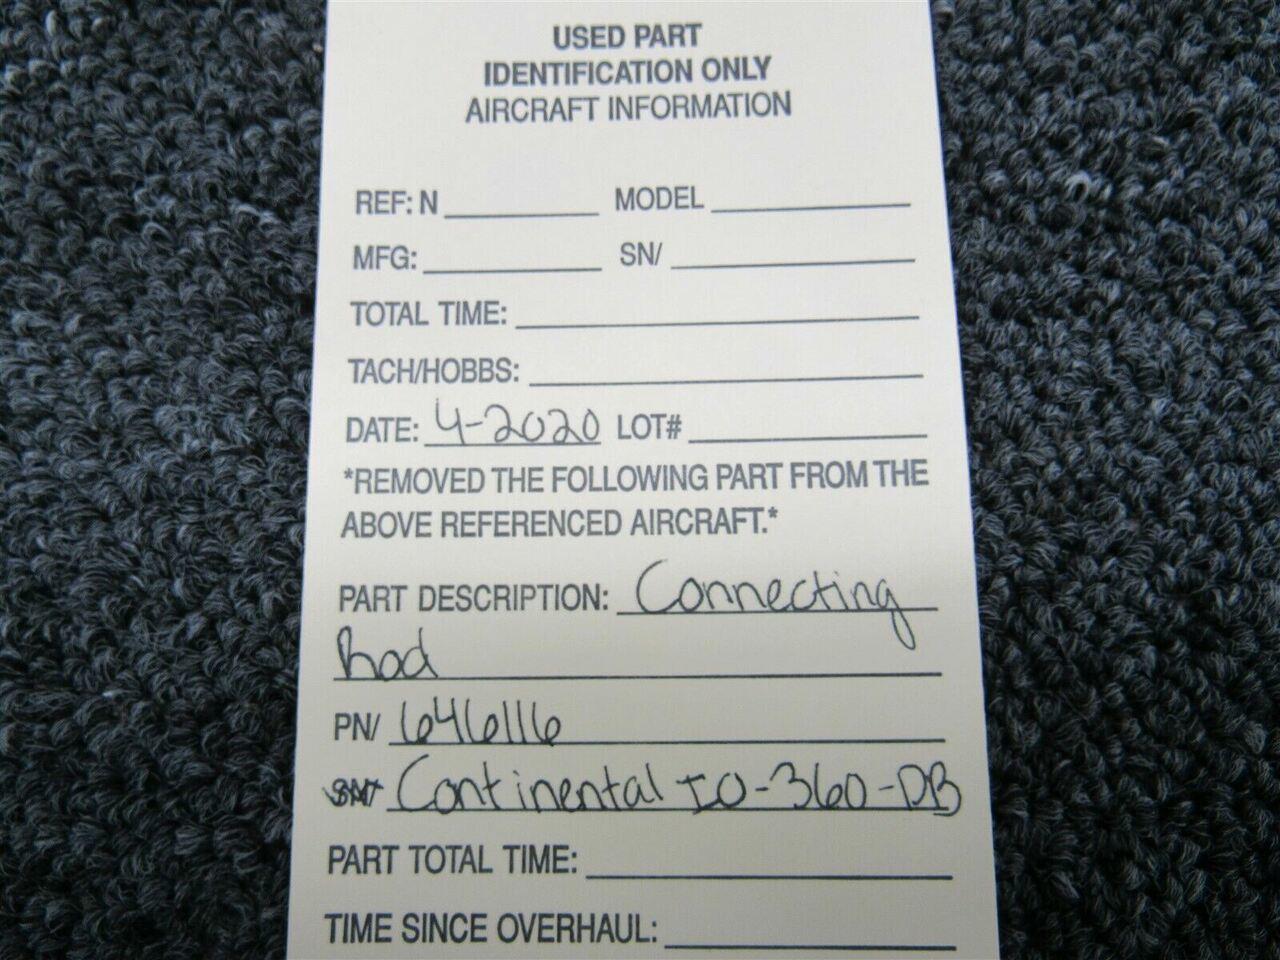 USED PART
IDENTIFICATION ONLY
AIRCRAFT INFORMATION
REF: N MODEL
MFG: SN/
TOTAL TIME:
TACH/HOBBS:
DATE: 4-2020 LOT#
*REMOVED THE FOLLOWING PART FROM THE
ABOVE REFERENCED AIRCRAFT.*
PART DESCRIPTION: Connecting
Rod
PN/ 646116
Continental IO-360-DB
PART TOTAL TIME:
TIME SINCE OVERHAUL: